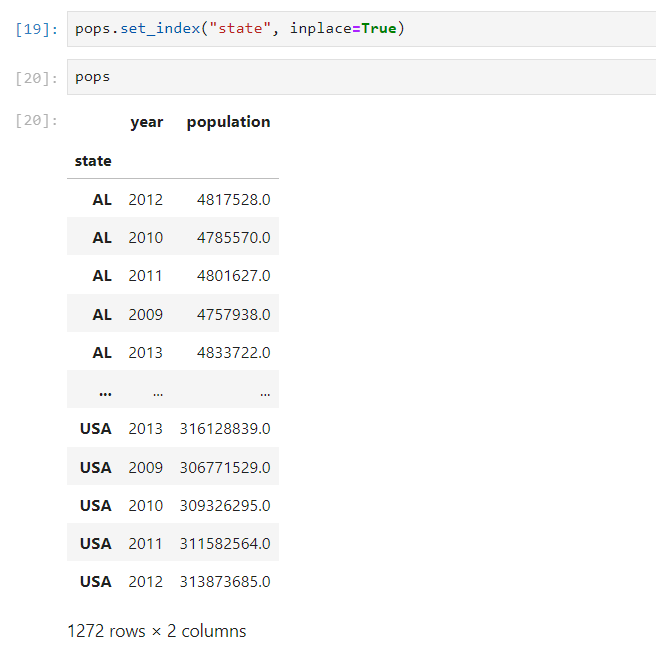 [19]: pops.set_index("state", inplace=True)
[20]: pops
[20]:
year population
state
AL 2012 4817528.0
AL 2010 4785570.0
AL 2011 4801627.0
AL 2009 4757938.0
AL 2013 4833722.0
... ... ...
USA 2013 316128839.0
USA 2009 306771529.0
USA 2010 309326295.0
USA 2011 311582564.0
USA 2012 313873685.0
1272 rows × 2 columns